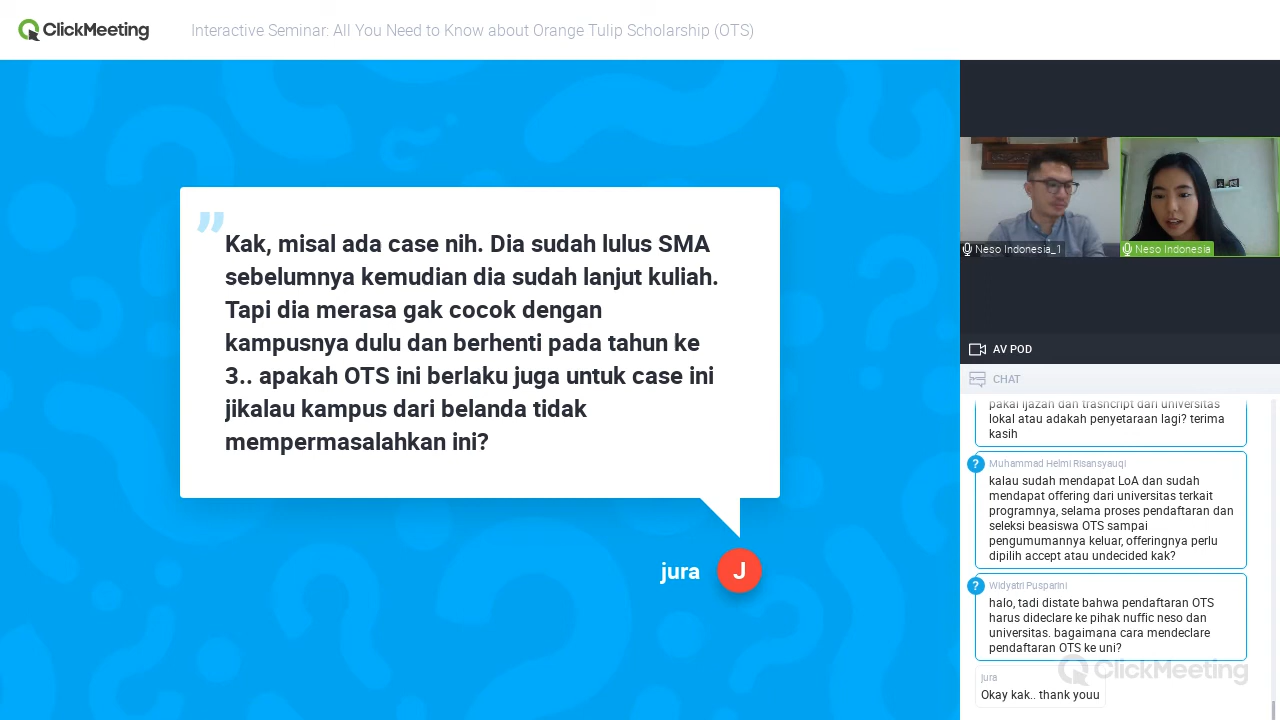 ClickMeeting
Interactive Seminar: All You Need to Know about Orange Tulip Scholarship (OTS)
Kak, misal ada case nih. Dia sudah lulus SMA
sebelumnya kemudian dia sudah lanjut kuliah.
Tapi dia merasa gak cocok dengan
kampusnya dulu dan berhenti pada tahun ke
3.. apakah OTS ini berlaku juga untuk case ini
jikalau kampus dari belanda tidak
mempermasalahkan ini?
jura
J
Neso Indonesia_1
Neso Indonesia
AV POD
CHAT
pakai ijazah dan transcript dari universitas
lokal atau adakah penyetaraan lagi? terima
kasih
?
Muhammad Helmi Risansyauqi
kalau sudah mendapat LoA dan sudah
mendapat offering dari universitas terkait
programnya, selama proses pendaftaran dan
seleksi beasiswa OTS sampai
pengumumannya keluar, offeringnya perlu
dipilih accept atau undecided kak?
?
Widyatri Pusparini
halo, tadi distate bahwa pendaftaran OTS
harus dideclare ke pihak nuffic neso dan
universitas. bagaimana cara mendeclare
pendaftaran OTS ke uni?
ClickMeeting
jura
Okay kak.. thank youu